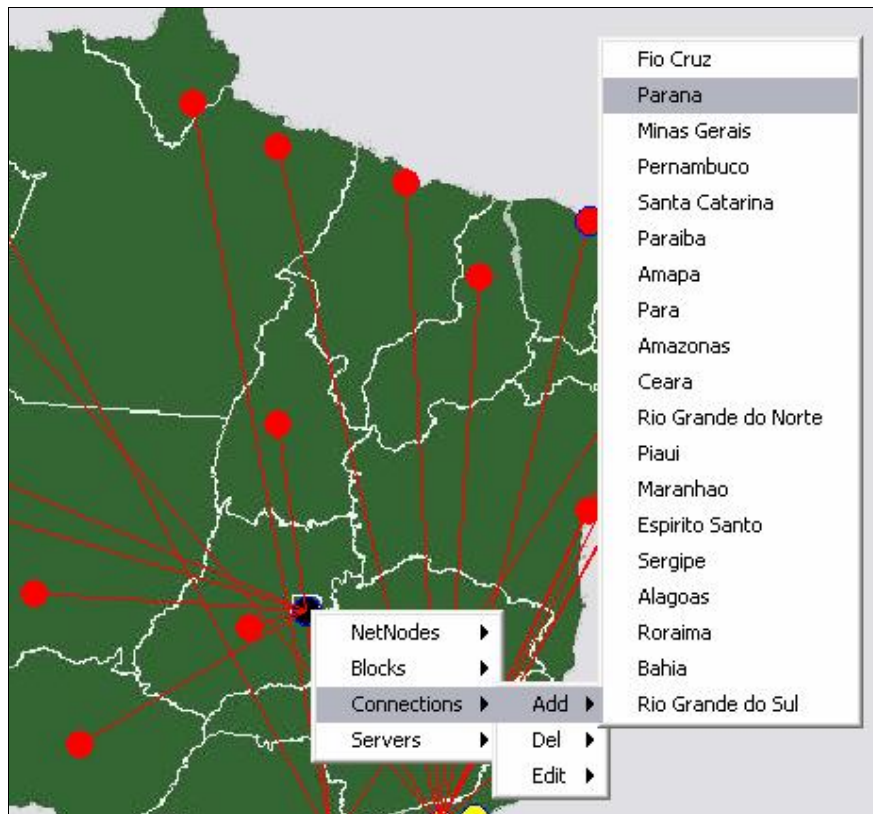 NetNodes
Blocks
Connections
Servers
Add
Del
Edit
Fio Cruz
Parana
Minas Gerais
Pernambuco
Santa Catarina
Paraiba
Amapa
Para
Amazonas
Ceara
Rio Grande do Norte
Piaui
Maranhao
Espirito Santo
Sergipe
Alagoas
Roraima
Bahia
Rio Grande do Sul